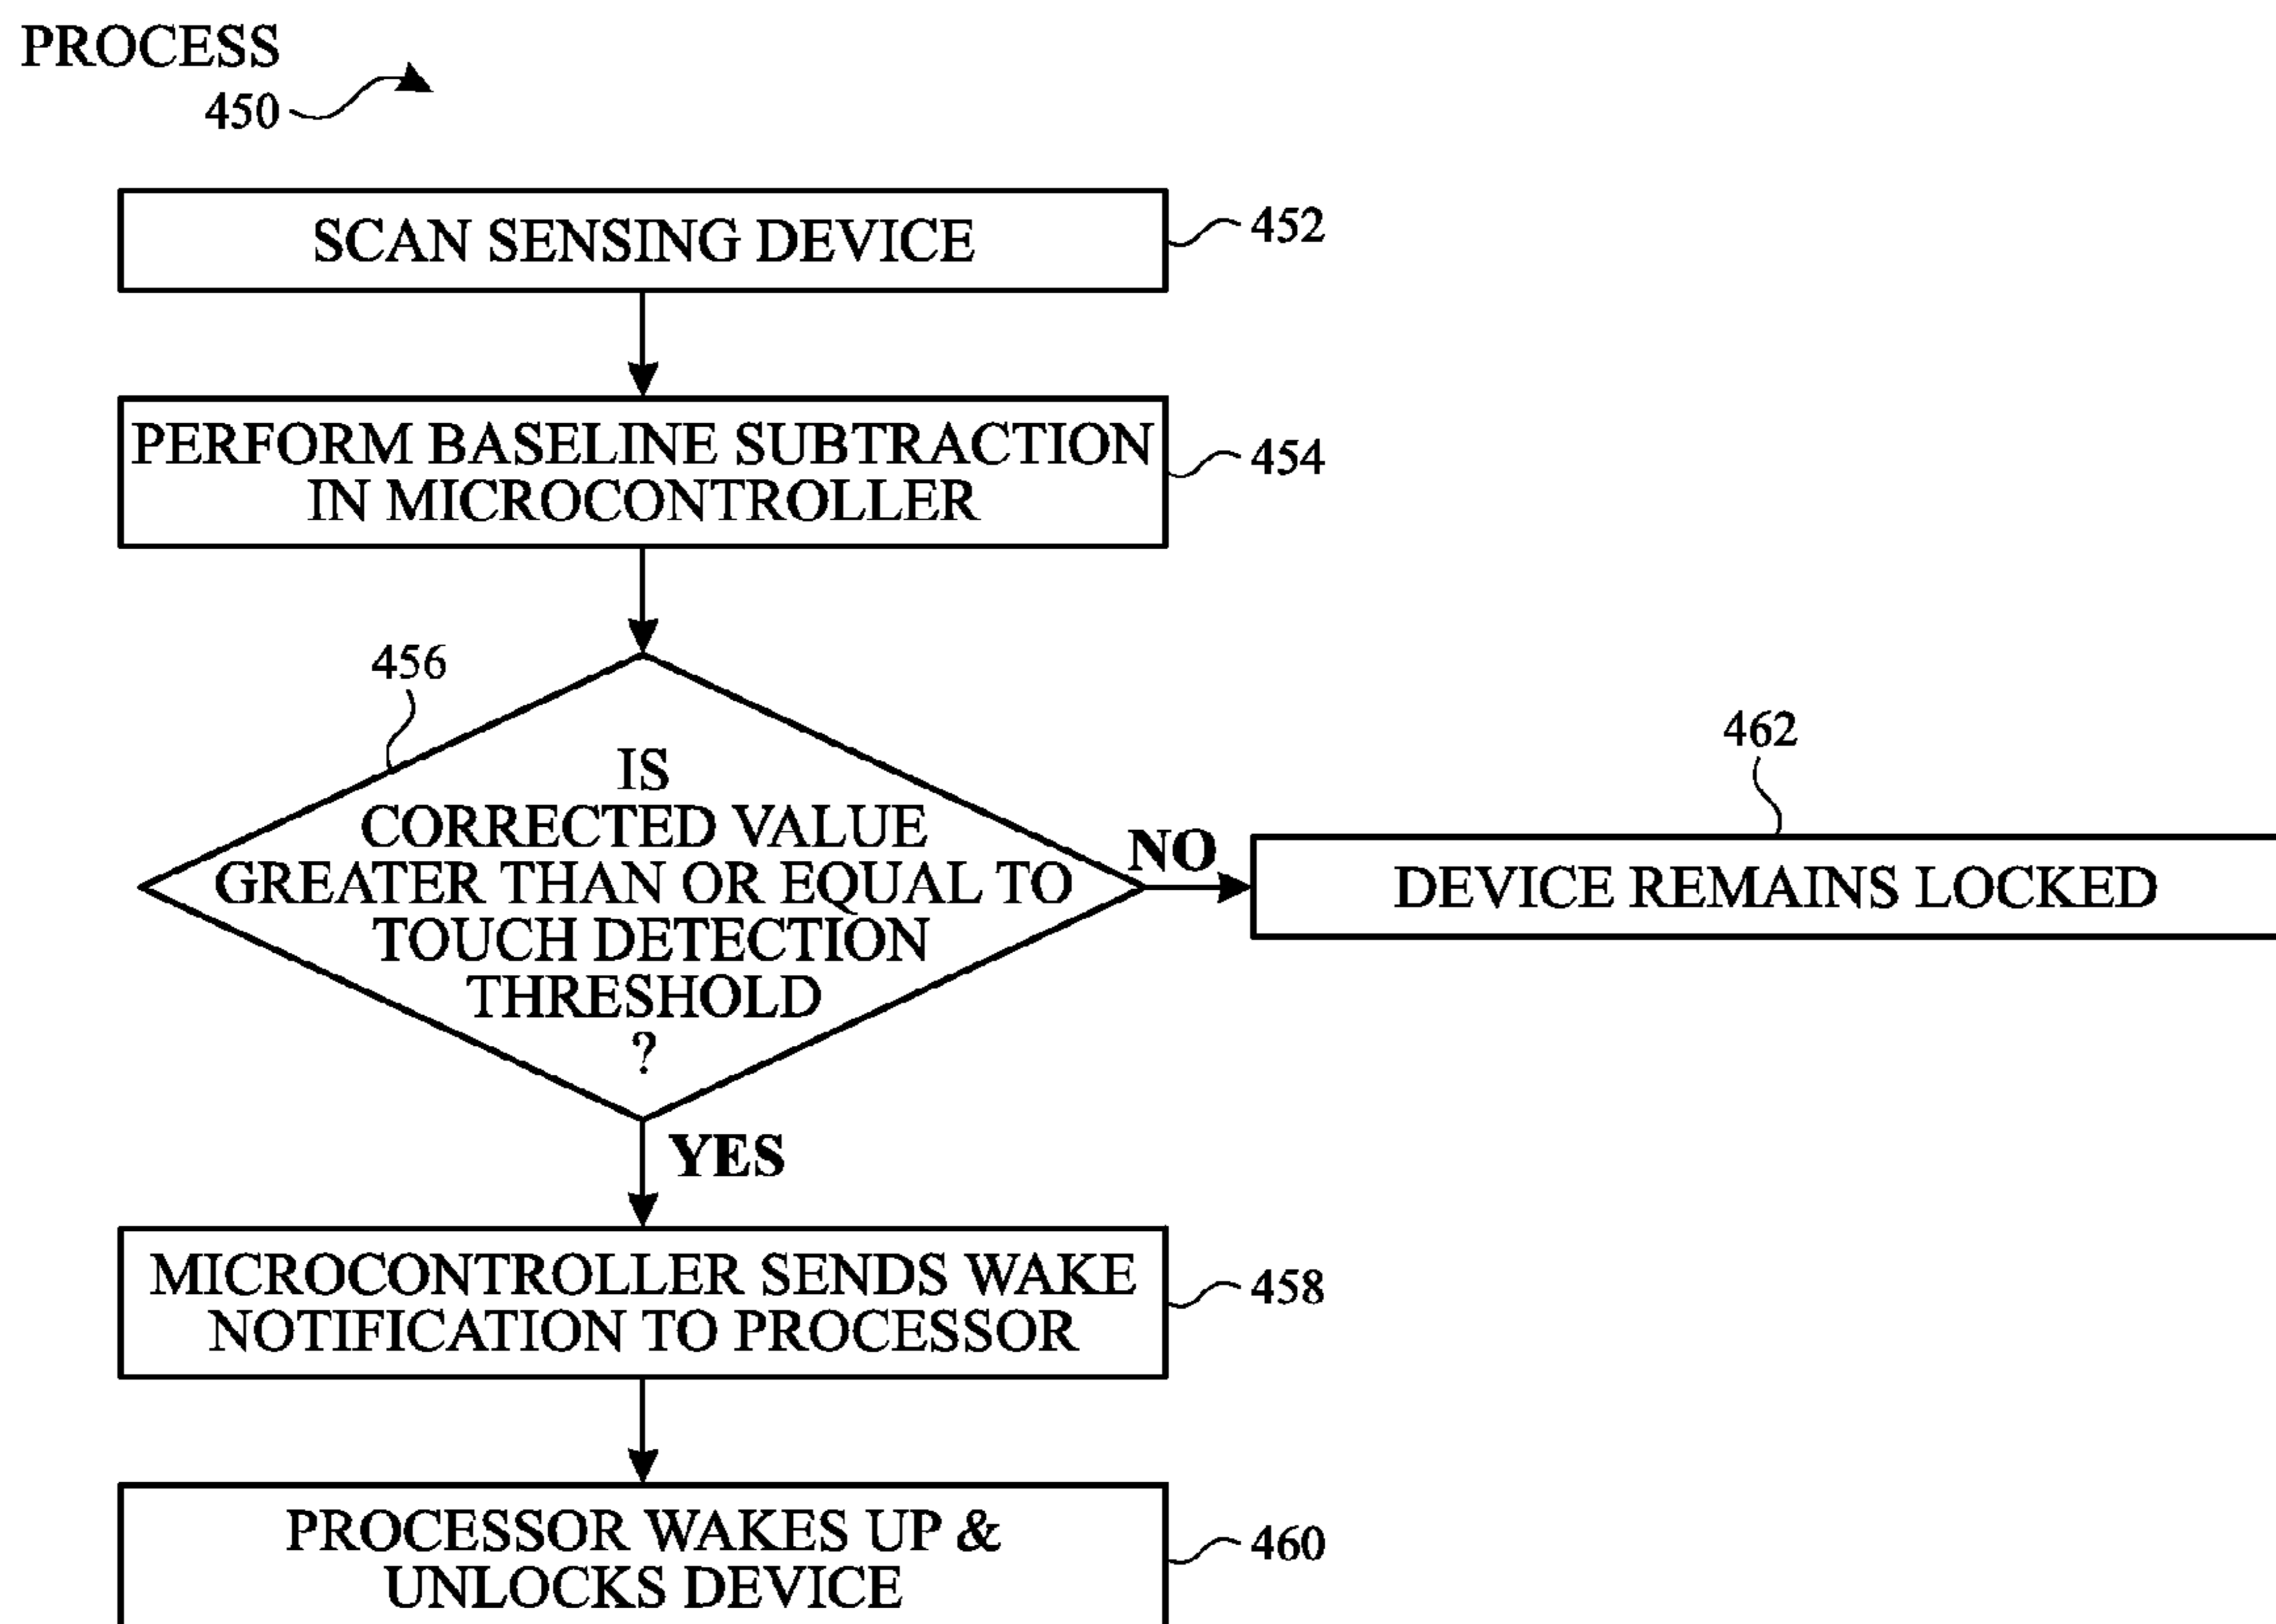 PROCESS
450
SCAN SENSING DEVICE
452
PERFORM BASELINE SUBTRACTION
IN MICROCONTROLLER
454
456
IS
CORRECTED VALUE
GREATER THAN OR EQUAL TO
TOUCH DETECTION
THRESHOLD
?
NO
462
DEVICE REMAINS LOCKED
YES
MICROCONTROLLER SENDS WAKE
NOTIFICATION TO PROCESSOR
458
PROCESSOR WAKES UP &
UNLOCKS DEVICE
460